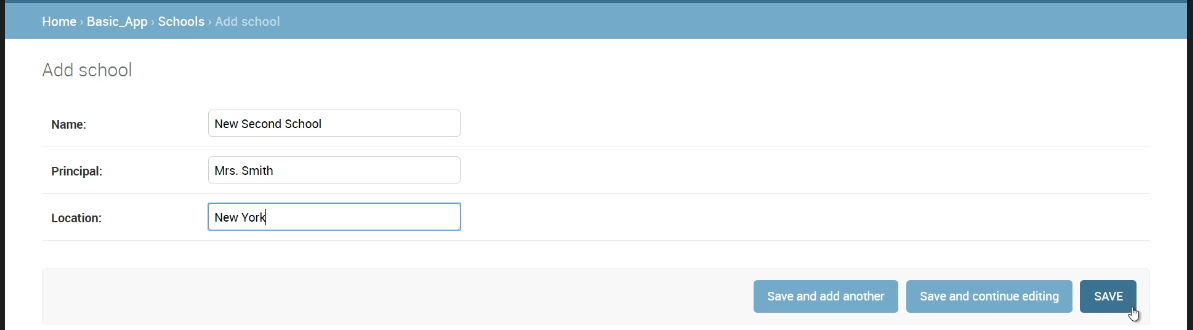 Home › Basic_App › Schools › Add school
Add school
Name: New Second School
Principal: Mrs. Smith
Location: New York
Save and add another Save and continue editing SAVE